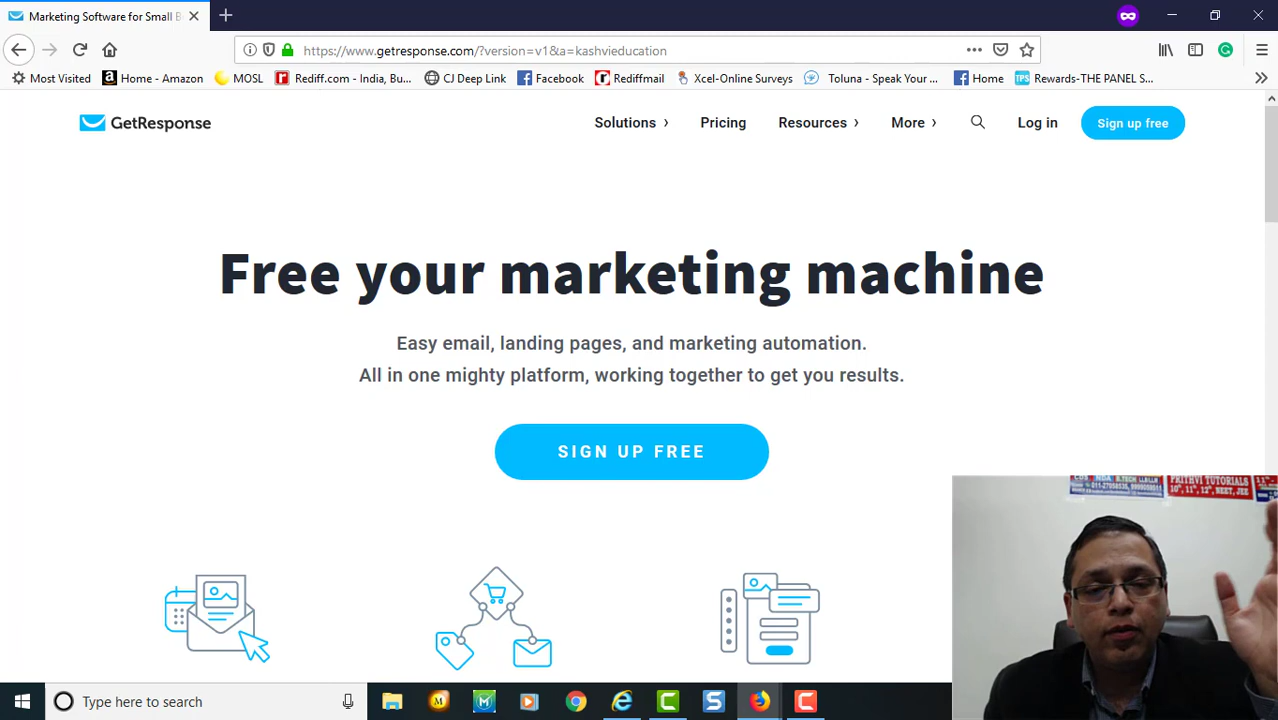 Marketing Software for Small B
https://www.getresponse.com/?version=v1&a=kashvieducation
Most Visited
Home - Amazon
MOSL
Rediff.com - India, Bu...
CJ Deep Link
Facebook
Rediffmail
Xcel-Online Surveys
Toluna - Speak Your ...
Home
TPS
Rewards-THE PANEL S...
GetResponse
Solutions
Pricing
Resources
More
Log in
Sign up free
Free your marketing machine
Easy email, landing pages, and marketing automation.
All in one mighty platform, working together to get you results.
SIGN UP FREE
PRITHVI TUTORIALS
Type here to search